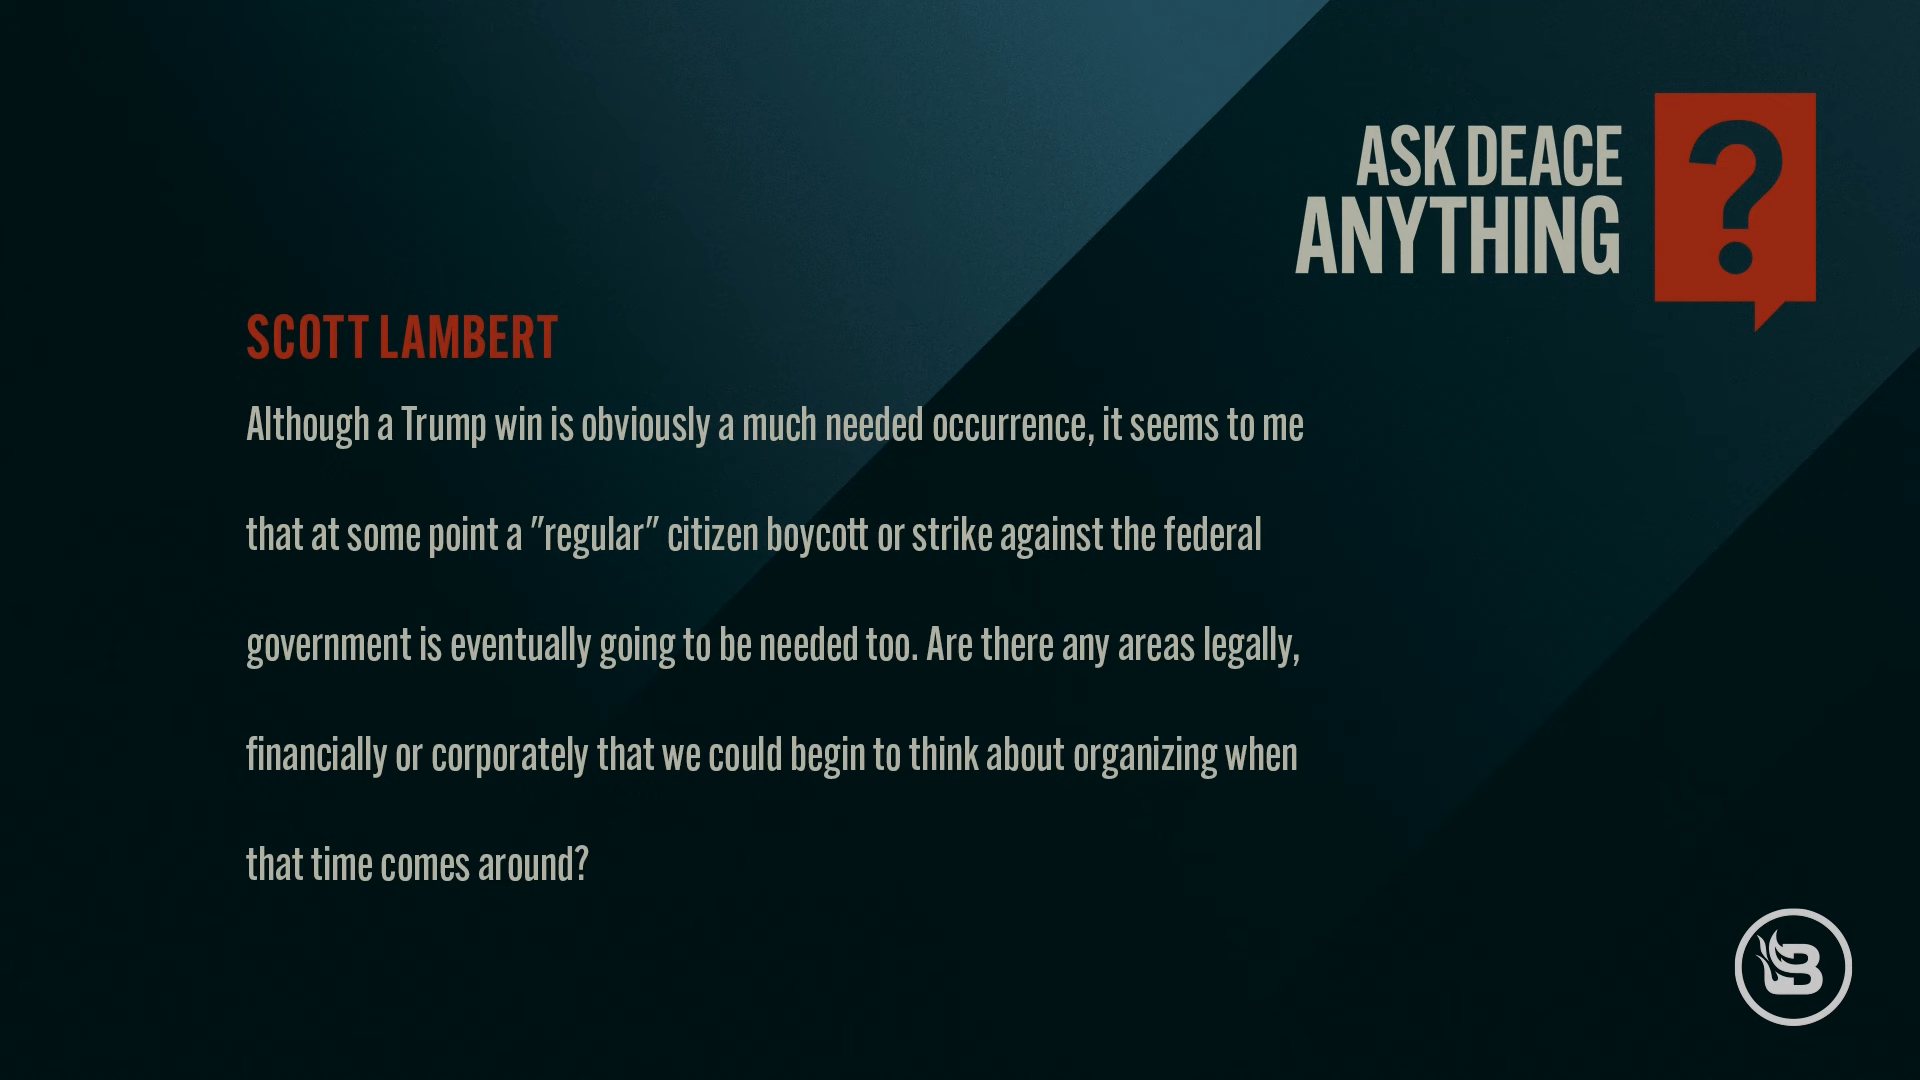 ASK DEACE
ANYTHING
?
SCOTT LAMBERT
Although a Trump win is obviously a much needed occurrence, it seems to me
that at some point a "regular" citizen boycott or strike against the federal
government is eventually going to be needed too. Are there any areas legally,
financially or corporately that we could begin to think about organizing when
that time comes around?
B